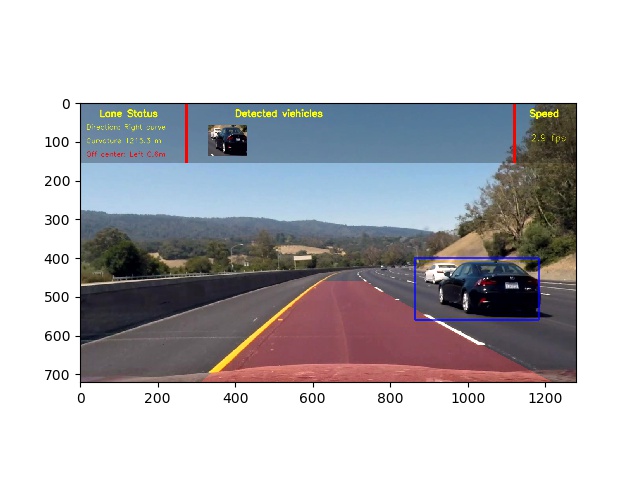 0
Lane Status
Detected viehicles
Speed
Direction: Right curve
Curvature: 1215.3 m
2.9 fps
Off center: Left 0.6m
100
200
300
400
500
600
700
0
200
400
600
800
1000
1200